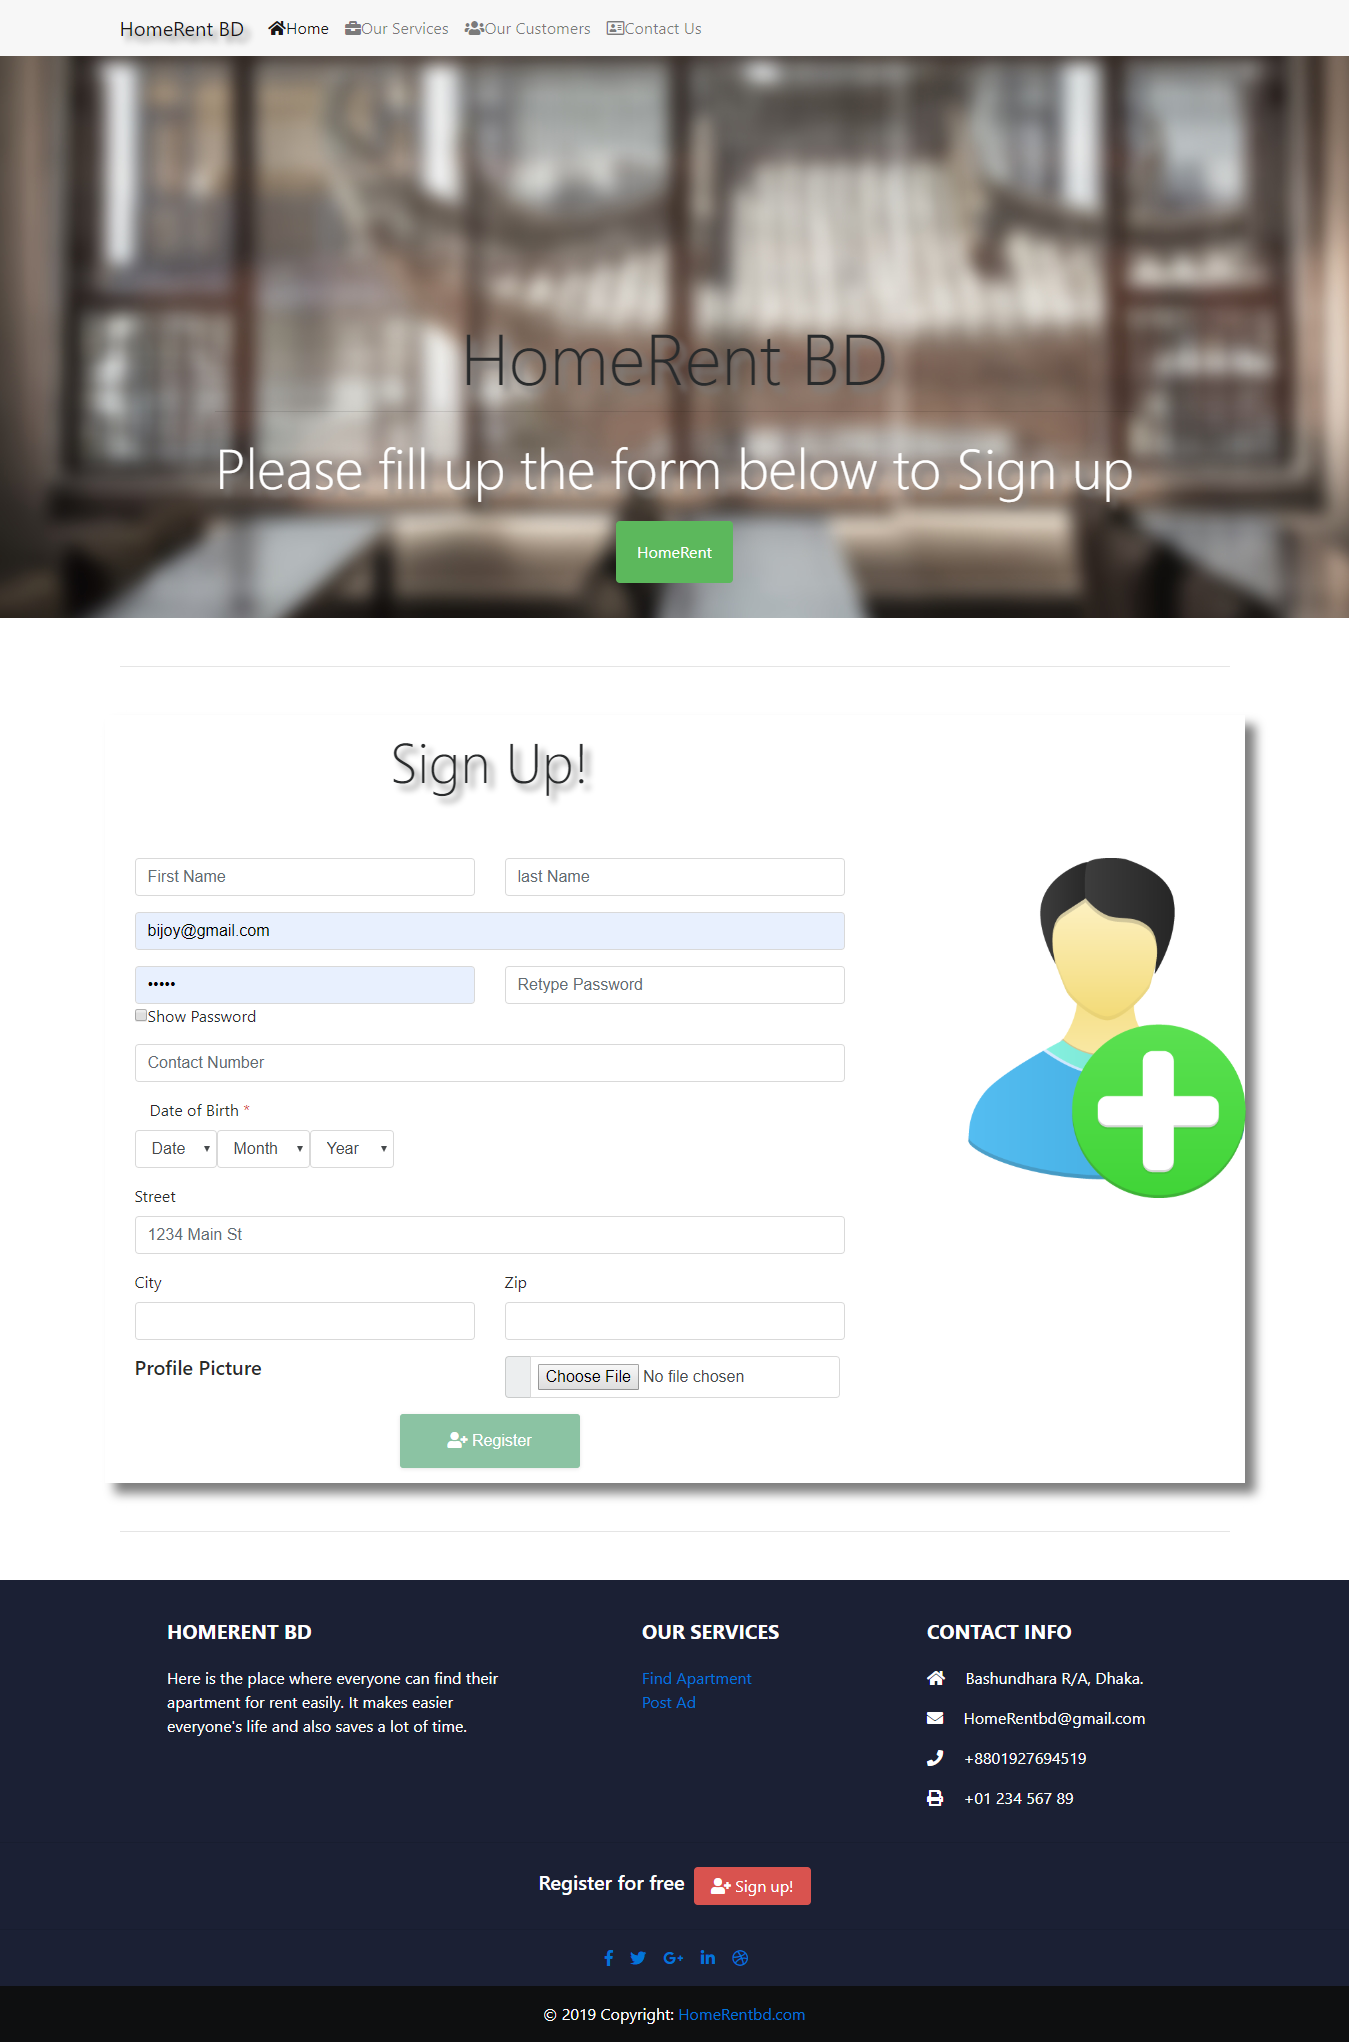 HomeRent BD Home Our Services Our Customers Contact Us
HomeRent BD
Please fill up the form below to Sign up
HomeRent
Sign Up!
First Name last Name
bijoy@gmail.com
••••• Retype Password
Show Password
Contact Number
Date of Birth *
Date Month Year
Street
1234 Main St
City Zip
Profile Picture Choose File No file chosen
Register
HOMERENT BD
Here is the place where everyone can find their
apartment for rent easily. It makes easier
everyone's life and also saves a lot of time.
OUR SERVICES
Find Apartment
Post Ad
CONTACT INFO
Bashundhara R/A, Dhaka.
HomeRentbd@gmail.com
+8801927694519
+01 234 567 89
Register for free Sign up!
© 2019 Copyright: HomeRentbd.com